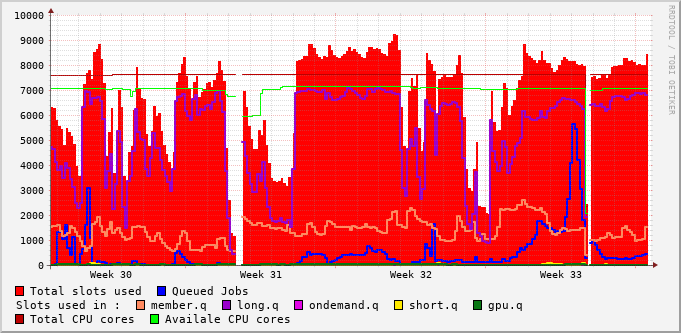 10000
9000
8000
7000
6000
5000
4000
3000
2000
1000
0
Week 30 Week 31 Week 32 Week 33
RRDTOOL / TOBI OETIKER
Total slots used Queued Jobs
Slots used in : member.q long.q ondemand.q short.q gpu.q
Total CPU cores Availale CPU cores